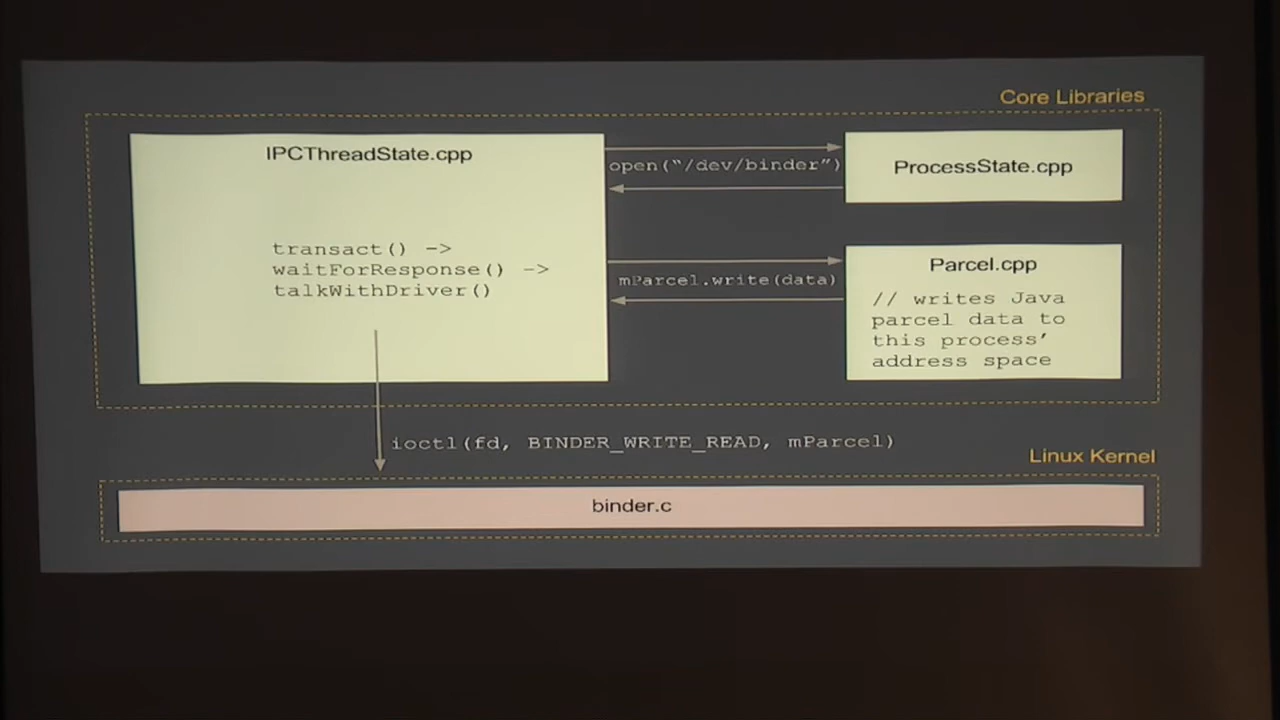 Core Libraries
IPCThreadState.cpp
open("/dev/binder")
ProcessState.cpp
transact() ->
waitForResponse() ->
talkWithDriver()
mParcel.write(data)
Parcel.cpp
// writes Java
parcel data to
this process'
address space
ioctl(fd, BINDER_WRITE_READ, mParcel)
Linux Kernel
binder.c